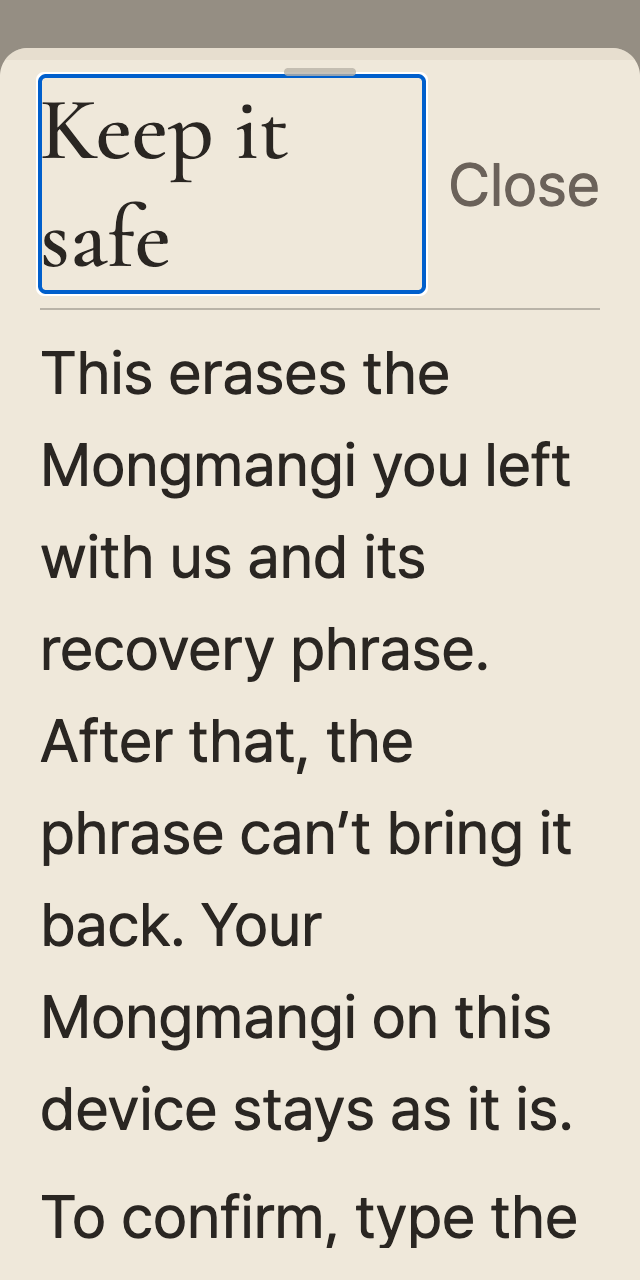 Keep it
safe
Close
This erases the
Mongmangi you left
with us and its
recovery phrase.
After that, the
phrase can’t bring it
back. Your
Mongmangi on this
device stays as it is.
To confirm, type the